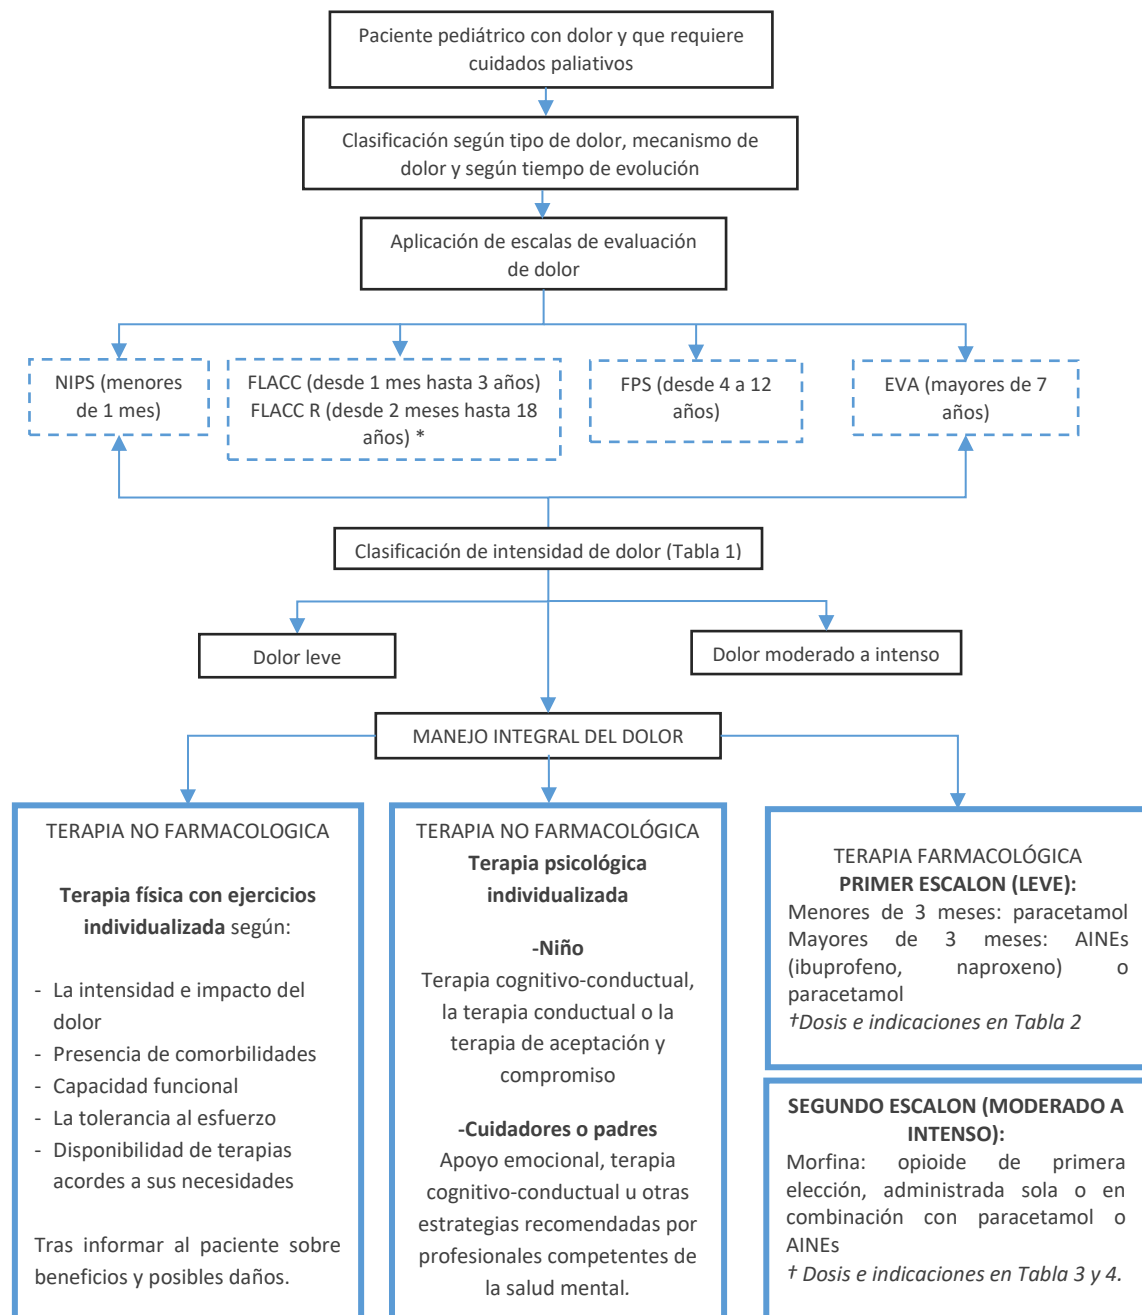 Paciente pediátrico con dolor y que requiere
cuidados paliativos
Clasificación según tipo de dolor, mecanismo de
dolor y según tiempo de evolución
Aplicación de escalas de evaluación
de dolor
NIPS (menores
de 1 mes)
FLACC (desde 1 mes hasta 3 años)
FLACC R (desde 2 meses hasta 18
años) *
FPS (desde 4 a 12
años)
EVA (mayores de 7
años)
Clasificación de intensidad de dolor (Tabla 1)
Dolor leve
Dolor moderado a intenso
MANEJO INTEGRAL DEL DOLOR
TERAPIA NO FARMACOLOGICA
Terapia física con ejercicios
individualizada según:
- La intensidad e impacto del
dolor
- Presencia de comorbilidades
- Capacidad funcional
- La tolerancia al esfuerzo
- Disponibilidad de terapias
acordes a sus necesidades
Tras informar al paciente sobre
beneficios y posibles daños.
TERAPIA NO FARMACOLÓGICA
Terapia psicológica
individualizada
-Niño
Terapia cognitivo-conductual,
la terapia conductual o la
terapia de aceptación y
compromiso
-Cuidadores o padres
Apoyo emocional, terapia
cognitivo-conductual u otras
estrategias recomendadas por
profesionales competentes de
la salud mental.
TERAPIA FARMACOLÓGICA
PRIMER ESCALON (LEVE):
Menores de 3 meses: paracetamol
Mayores de 3 meses: AINEs
(ibuprofeno, naproxeno) o
paracetamol
†Dosis e indicaciones en Tabla 2
SEGUNDO ESCALON (MODERADO A
INTENSO):
Morfina: opioide de primera
elección, administrada sola o en
combinación con paracetamol o
AINEs
† Dosis e indicaciones en Tabla 3 y 4.